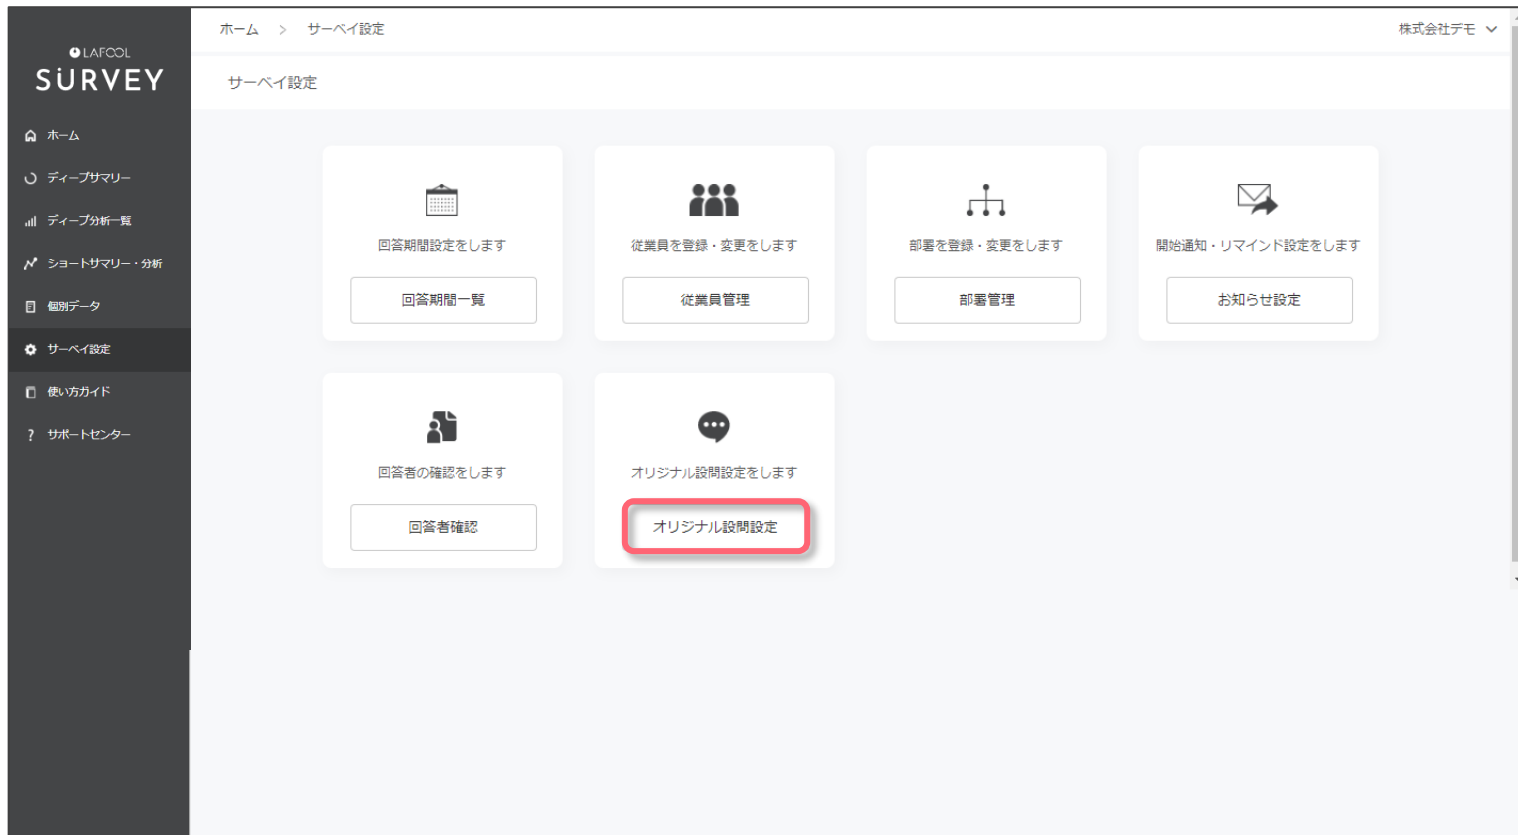 LAFOOL
SURVEY
ホーム
ディープサマリー
ディープ分析一覧
ショートサマリー・分析
個別データ
サーベイ設定
使い方ガイド
? サポートセンター
ホーム > サーベイ設定
株式会社デモ
サーベイ設定
回答期間設定をします
回答期間一覧
従業員を登録・変更をします
従業員管理
部署を登録・変更をします
部署管理
開始通知・リマインド設定をします
お知らせ設定
回答者の確認をします
回答者確認
オリジナル設問設定をします
オリジナル設問設定